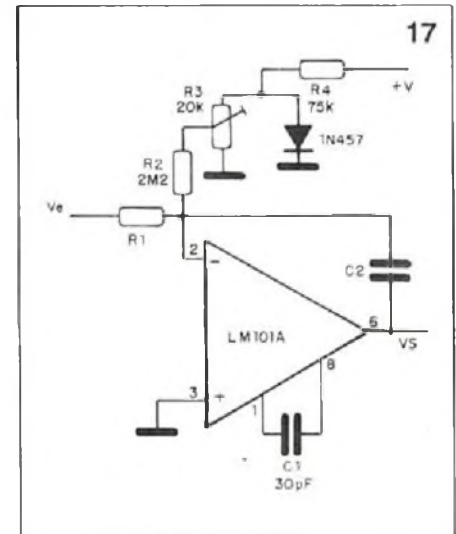 17
R3
20k
R4
75k
+V
1N457
R2
2M2
Ve
R1
2
-
C2
LM101A
6
VS
8
3
+
1
C1
30pF